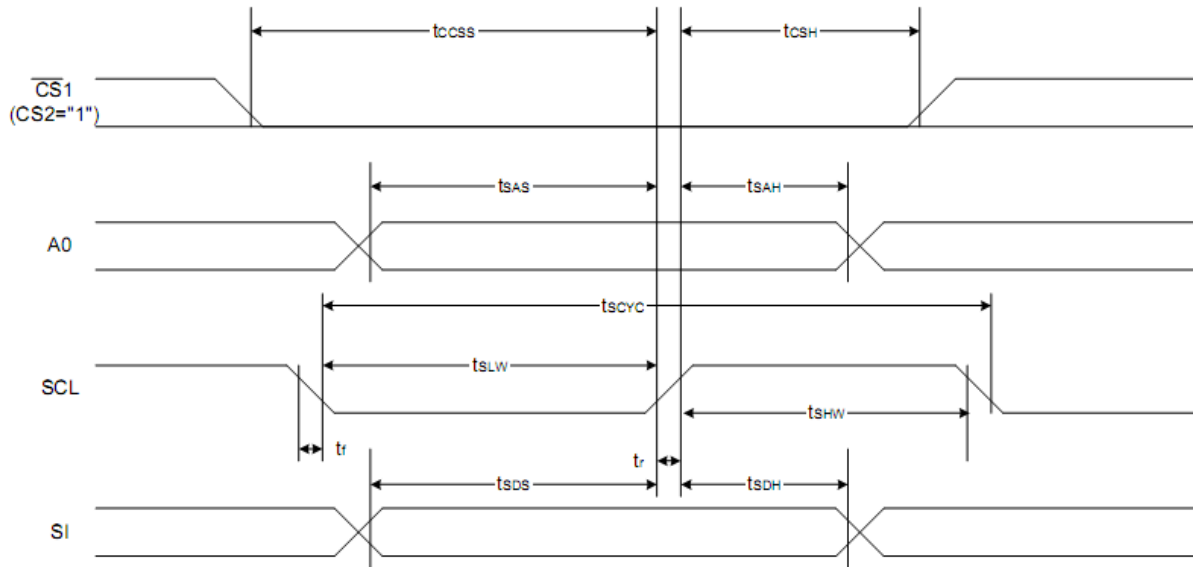 tCCSS
tCSH
CS1
(CS2="1")
tSAS
tSAH
A0
tSCYC
tSLW
SCL
tSHW
tf
tr
tSDS
tSDH
SI